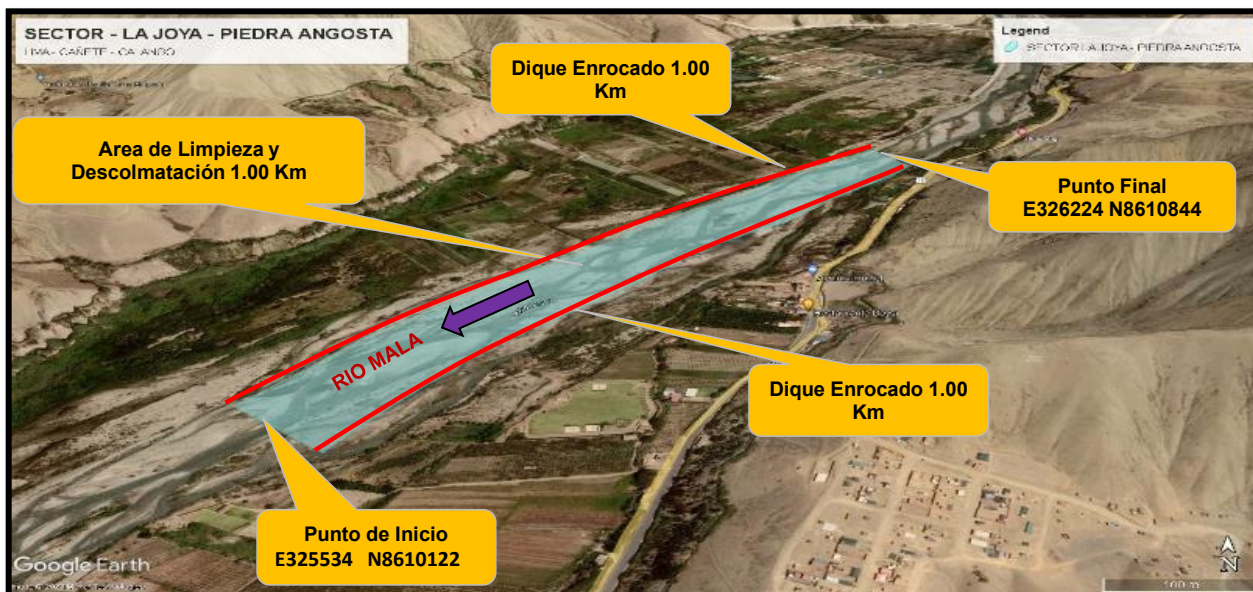 SECTOR - LA JOYA - PIEDRA ANGOSTA
LIMA - CAÑETE - CALANGO
Legend
SECTOR LA JOYA - PIEDRA ANGOSTA
Dique Enrocado 1.00
Km
Area de Limpieza y
Descolmatación 1.00 Km
Punto Final
E326224 N8610844
RIO MALA
Dique Enrocado 1.00
Km
Punto de Inicio
E325534 N8610122
Google Earth
N
100 m